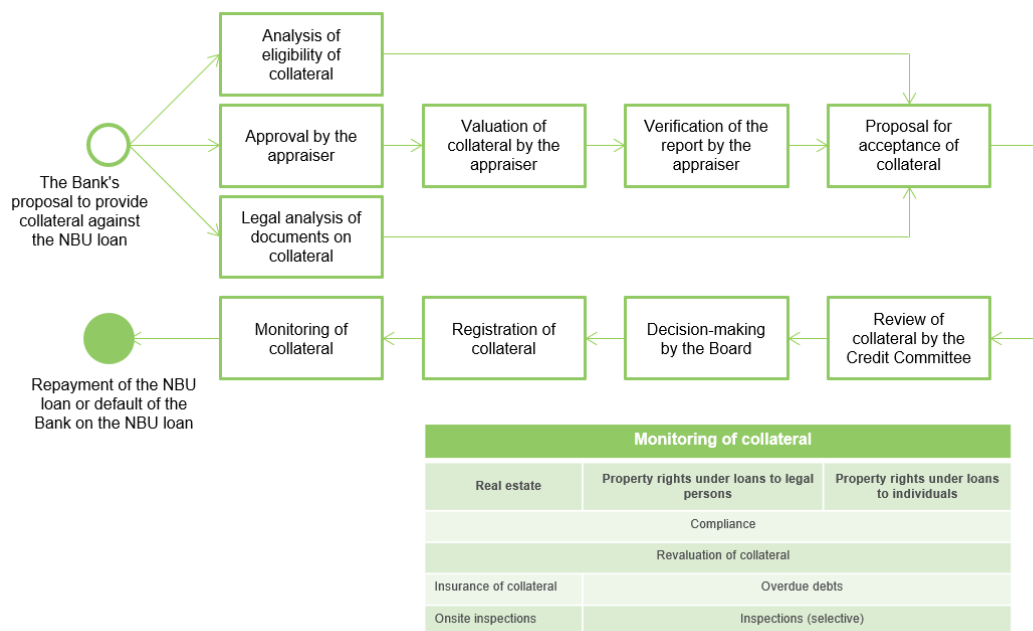 Analysis of
eligibility of
collateral
Approval by the
appraiser
Valuation of
collateral by the
appraiser
Verification of the
report by the
appraiser
Proposal for
acceptance of
collateral
The Bank's
proposal to provide
collateral against
the NBU loan
Legal analysis of
documents on
collateral
Monitoring of
collateral
Registration of
collateral
Decision-making
by the Board
Review of
collateral by the
Credit Committee
Repayment of the NBU
loan or default of the
Bank on the NBU loan
Monitoring of collateral
Real estate
Property rights under loans to legal
persons
Property rights under loans
to individuals
Compliance
Revaluation of collateral
Insurance of collateral
Overdue debts
Onsite inspections
Inspections (selective)